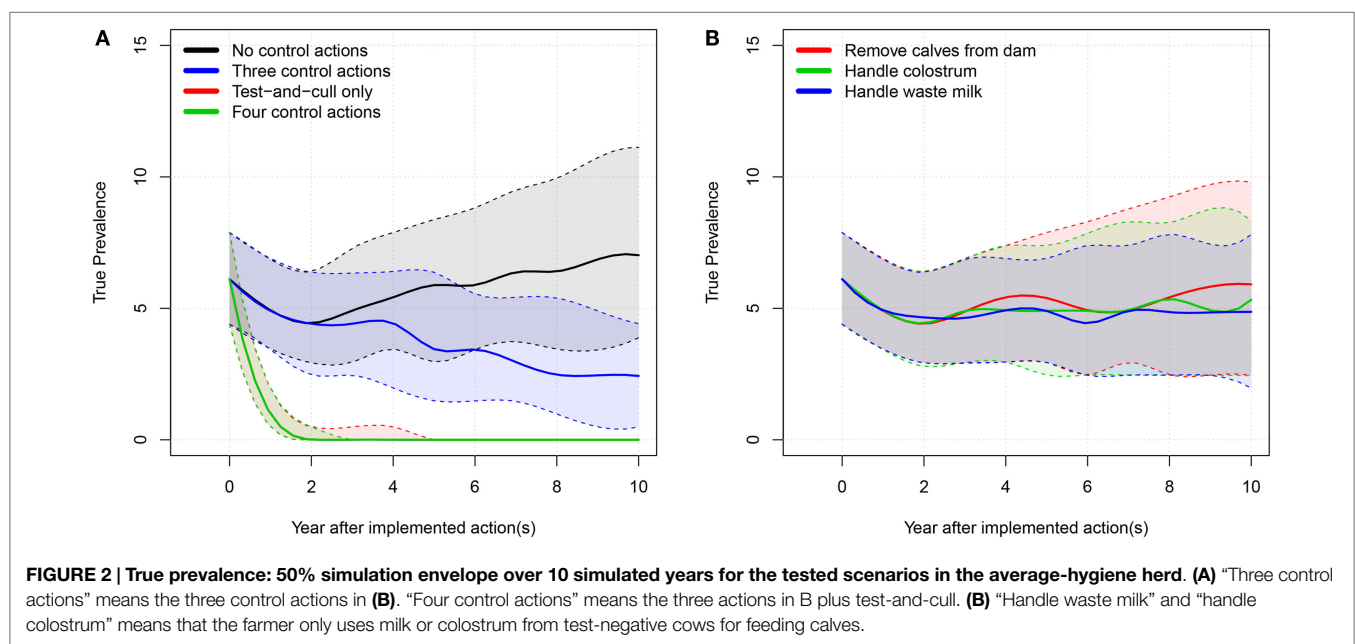 A
No control actions
Three control actions
Test−and−cull only
Four control actions
True Prevalence
15
10
5
0
0 2 4 6 8 10
Year after implemented action(s)
B
Remove calves from dam
Handle colostrum
Handle waste milk
True Prevalence
15
10
5
0
0 2 4 6 8 10
Year after implemented action(s)
FIGURE 2 | True prevalence: 50% simulation envelop over 10 simulated years for the tested scenarios in the average-hygiene herd. (A) “Three control
actions” means the three control actions in (B). “Four control actions” means the three actions in B plus test-and-cull. (B) “Handle waste milk” and “handle
colostrum” means that the farmer only uses milk or colostrum from test-negative cows for feeding calves.